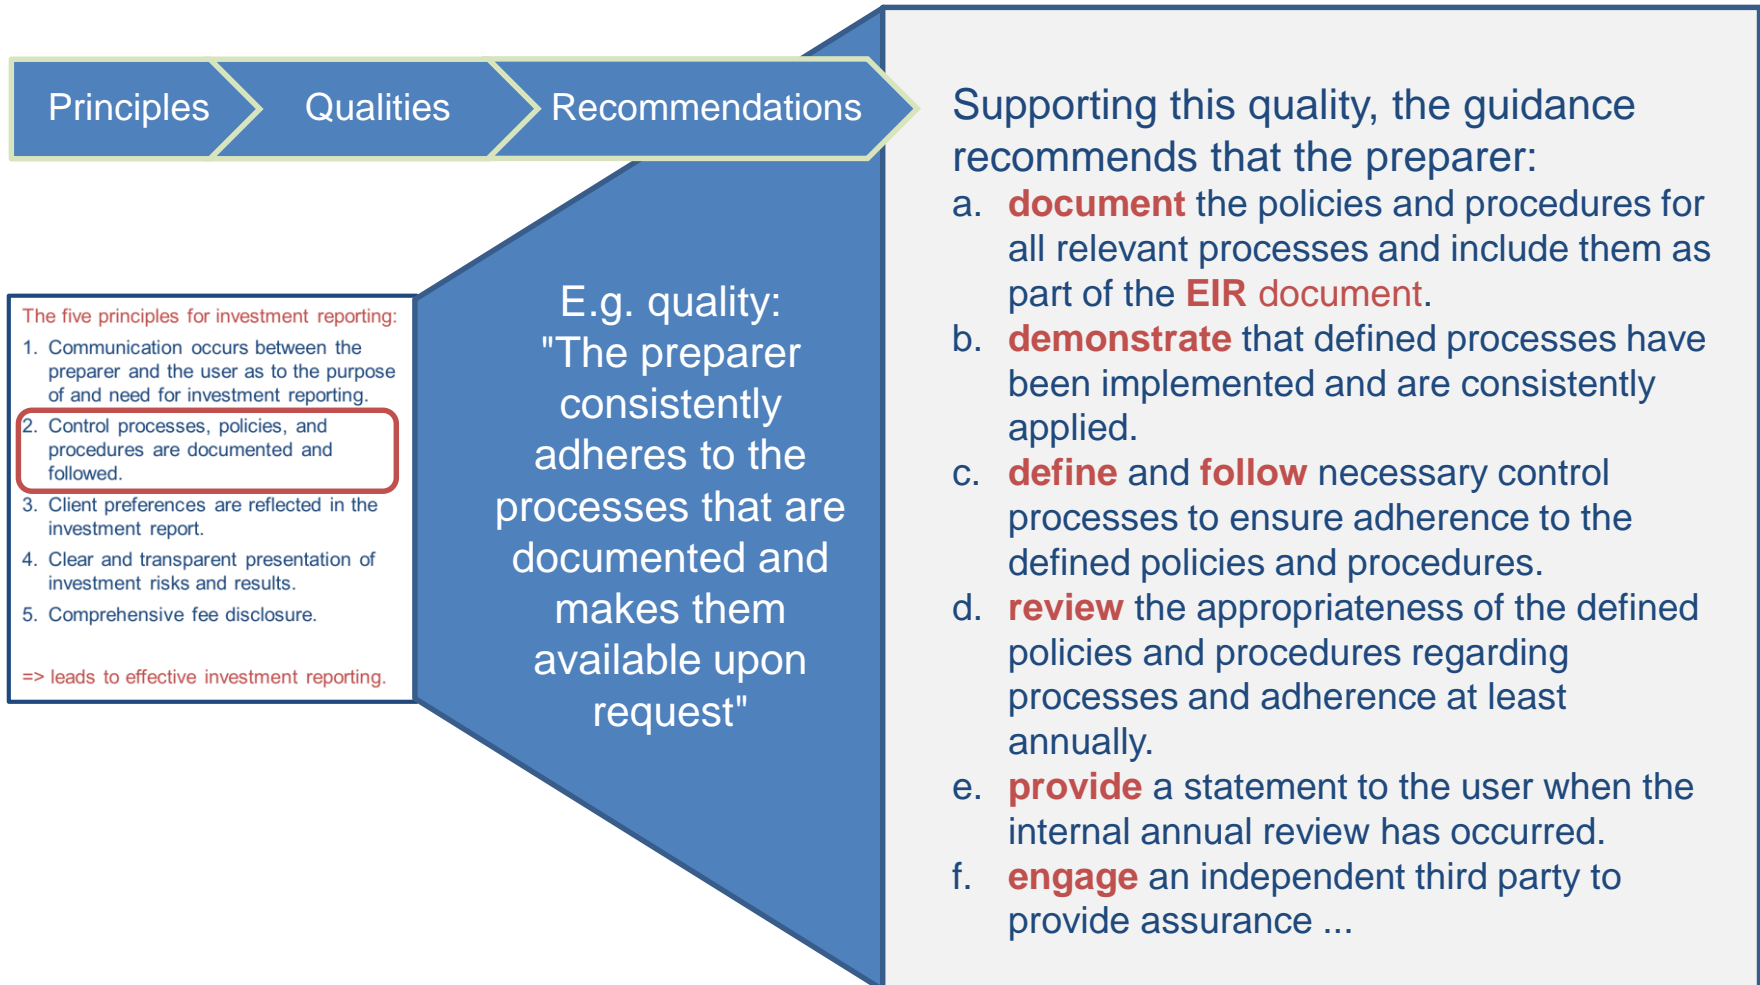 Principles
Qualities
Recommendations
The five principles for investment reporting:
1. Communication occurs between the
preparer and the user as to the purpose
of and need for investment reporting.
2. Control processes, policies, and
procedures are documented and
followed.
3. Client preferences are reflected in the
investment report.
4. Clear and transparent presentation of
investment risks and results.
5. Comprehensive fee disclosure.
=> leads to effective investment reporting.
E.g. quality:
"The preparer
consistently
adheres to the
processes that are
documented and
makes them
available upon
request"
Supporting this quality, the guidance
recommends that the preparer:
a. document the policies and procedures for
all relevant processes and include them as
part of the EIR document.
b. demonstrate that defined processes have
been implemented and are consistently
applied.
c. define and follow necessary control
processes to ensure adherence to the
defined policies and procedures.
d. review the appropriateness of the defined
policies and procedures regarding
processes and adherence at least
annually.
e. provide a statement to the user when the
internal annual review has occurred.
f. engage an independent third party to
provide assurance ...